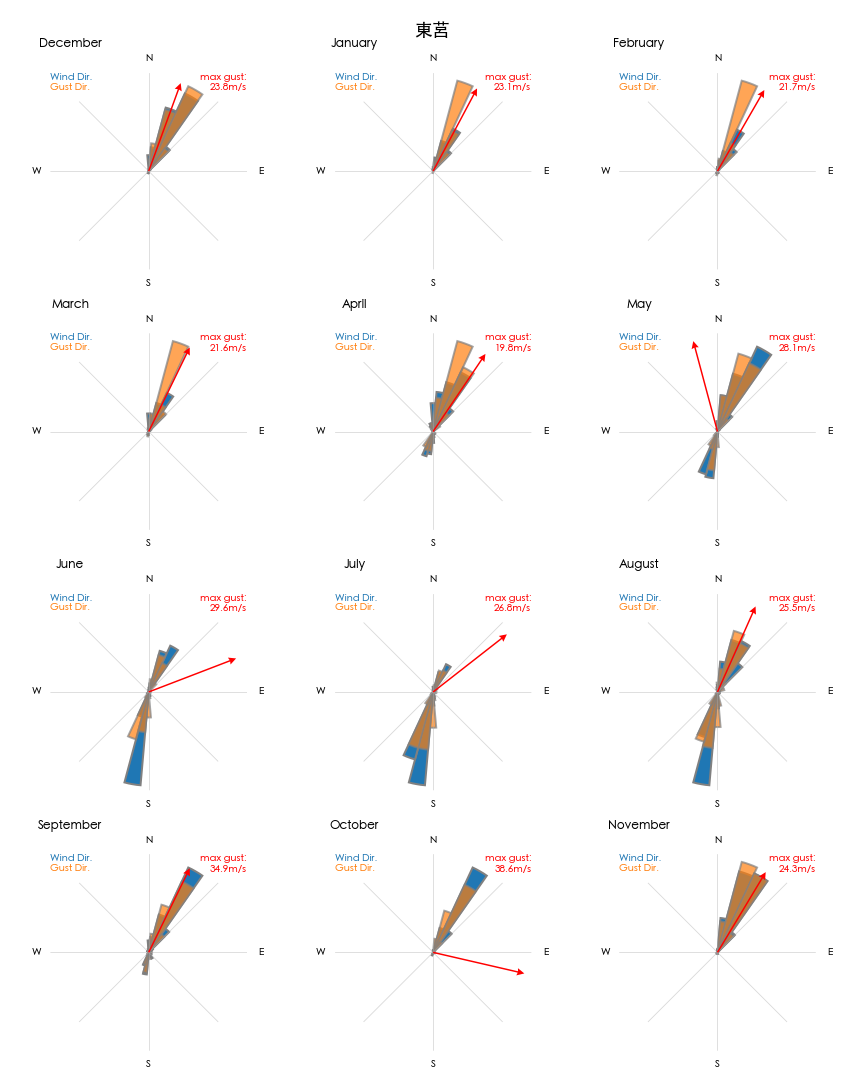 東莒
December
January
February
N
N
N
Wind Dir.
max gust:
Wind Dir.
max gust:
Wind Dir.
max gust:
Gust Dir.
23.8m/s
Gust Dir.
23.1m/s
Gust Dir.
21.7m/s
W
E
W
E
W
E
S
S
S
March
April
May
N
N
N
Wind Dir.
max gust:
Wind Dir.
max gust:
Wind Dir.
max gust:
Gust Dir.
21.6m/s
Gust Dir.
19.8m/s
Gust Dir.
28.1m/s
W
E
W
E
W
E
S
S
S
June
July
August
N
N
N
Wind Dir.
max gust:
Wind Dir.
max gust:
Wind Dir.
max gust:
Gust Dir.
29.6m/s
Gust Dir.
26.8m/s
Gust Dir.
25.5m/s
W
E
W
E
W
E
S
S
S
September
October
November
N
N
N
Wind Dir.
max gust:
Wind Dir.
max gust:
Wind Dir.
max gust:
Gust Dir.
34.9m/s
Gust Dir.
38.6m/s
Gust Dir.
24.3m/s
W
E
W
E
W
E
S
S
S